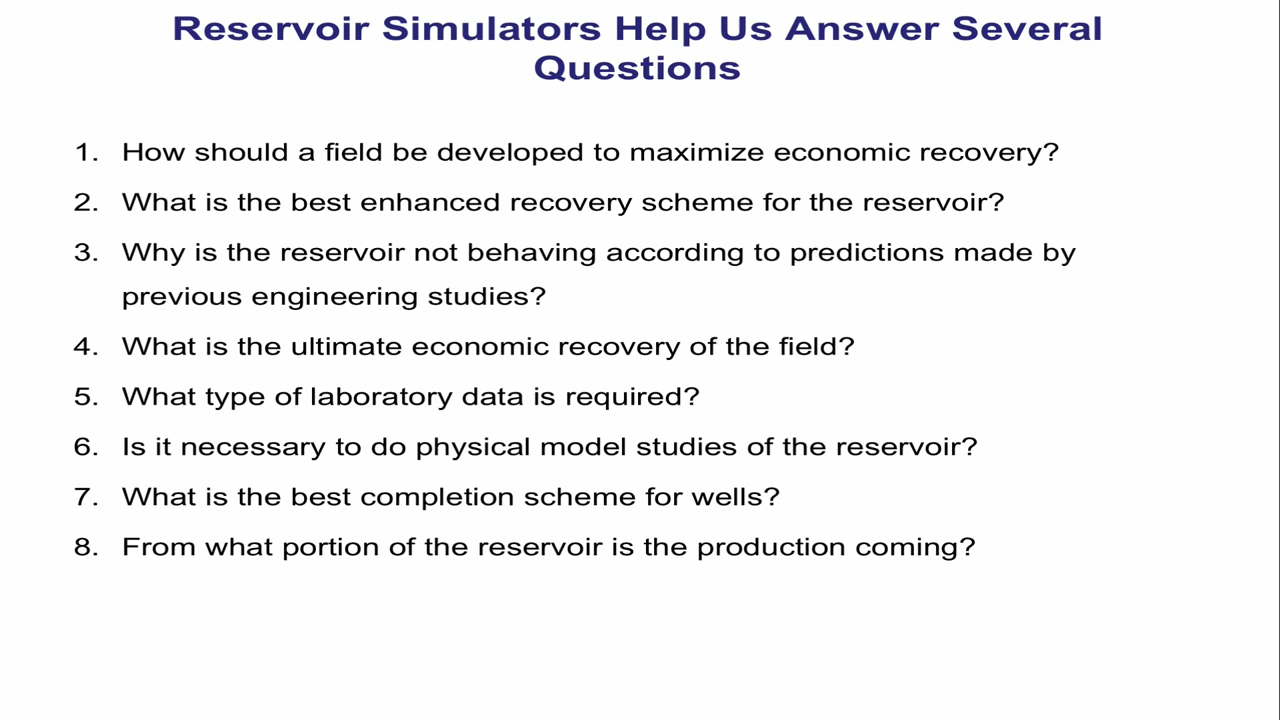 Reservoir Simulators Help Us Answer Several
Questions
1. How should a field be developed to maximize economic recovery?
2. What is the best enhanced recovery scheme for the reservoir?
3. Why is the reservoir not behaving according to predictions made by
previous engineering studies?
4. What is the ultimate economic recovery of the field?
5. What type of laboratory data is required?
6. Is it necessary to do physical model studies of the reservoir?
7. What is the best completion scheme for wells?
8. From what portion of the reservoir is the production coming?